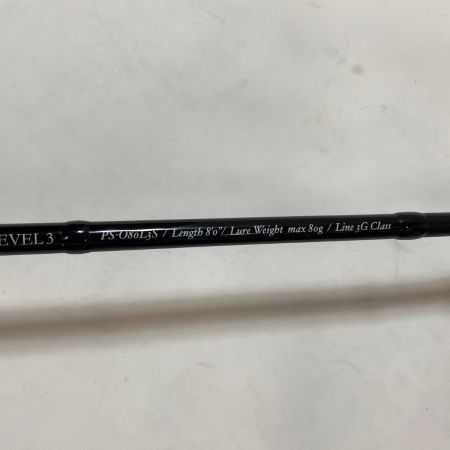 EVEL 3 PS-O80L3S / Length 8'0"/ Lure Weight max 80g / Line 3G Class